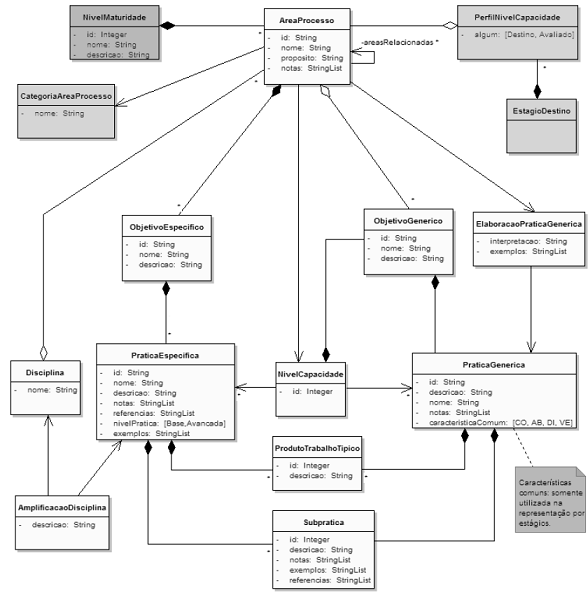 NivelMaturidade
- id: Integer
- nome: String
- descricao: String
AreaProcesso
- id: String
- nome: String
- proposito: String
- notas: StringList
-areasRelacionadas *
PerfilNivelCapacidade
- algum: [Destino, Avaliado]
*
*
*
EstagioDestino
CategoriaAreaProcesso
- nome: String
*
*
*
ObjetivoEspecifico
- id: String
- nome: String
- descricao: String
ObjetivoGenerico
- id: String
- nome: String
- descricao: String
ElaboracaoPraticaGenerica
- interpretacao: String
- exemplos: StringList
*
Disciplina
- nome: String
PraticaEspecifica
- id: String
- nome: String
- descricao: String
- notas: StringList
- referencias: StringList
- nivelPratica: [Base,Avancada]
- exemplos: StringList
NivelCapacidade
- id: Integer
*
*
PraticaGenerica
- id: String
- descricao: String
- nome: String
- notas: StringList
- caracteristicaComum: [CO, AB, DI, VE]
ProdutoTrabalhoTipico
- id: Integer
- descricao: String
*
*
Características
comuns: somente
utilizada na
representação por
estágios.
AmplificacaoDisciplina
- descricao: String
Subpratica
- id: Integer
- descricao: String
- notas: StringList
- exemplos: StringList
- referencias: StringList
*
*